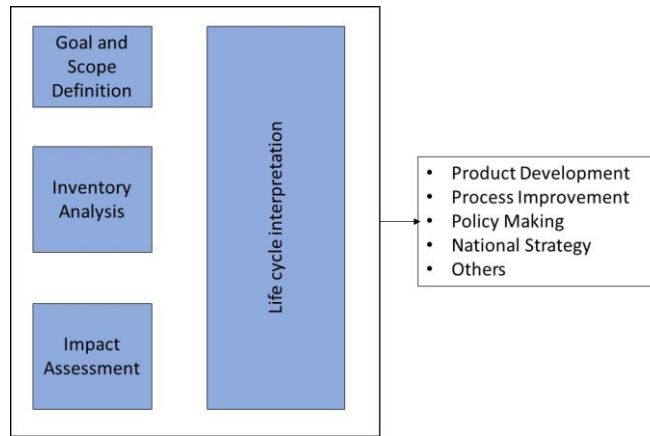 Goal and
Scope
Definition
Inventory
Analysis
Impact
Assessment
Life cycle interpretation
• Product Development
• Process Improvement
• Policy Making
• National Strategy
• Others